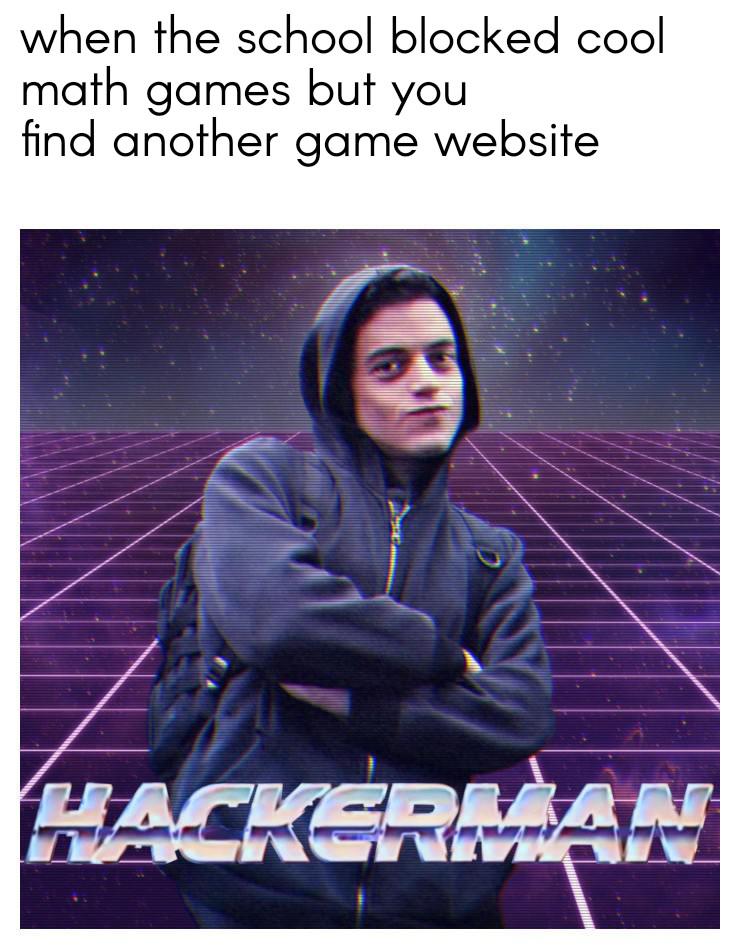 when the school blocked cool
math games but you
find another game website
HACKERMAN